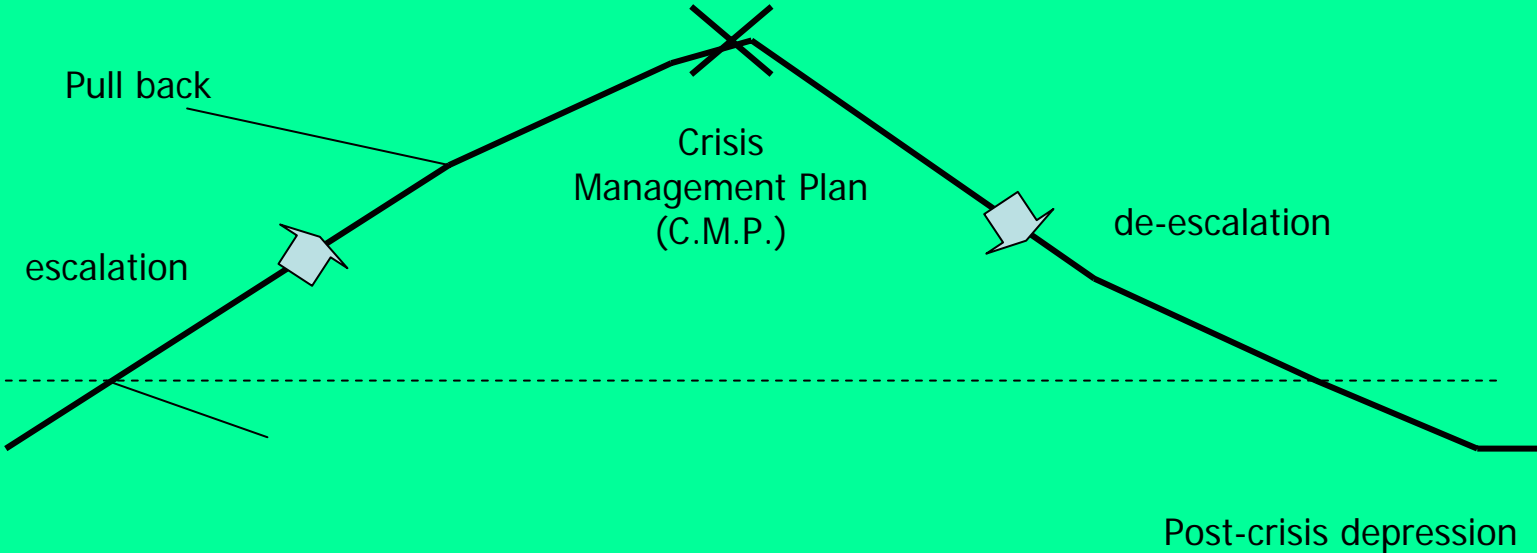 Pull back
Crisis
Management Plan
(C.M.P.)
de-escalation
escalation
Post-crisis depression